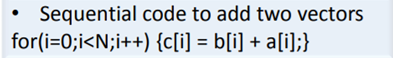 • Sequential code to add two vectors
for(i=0;i<N;i++) {c[i] = b[i] + a[i];}